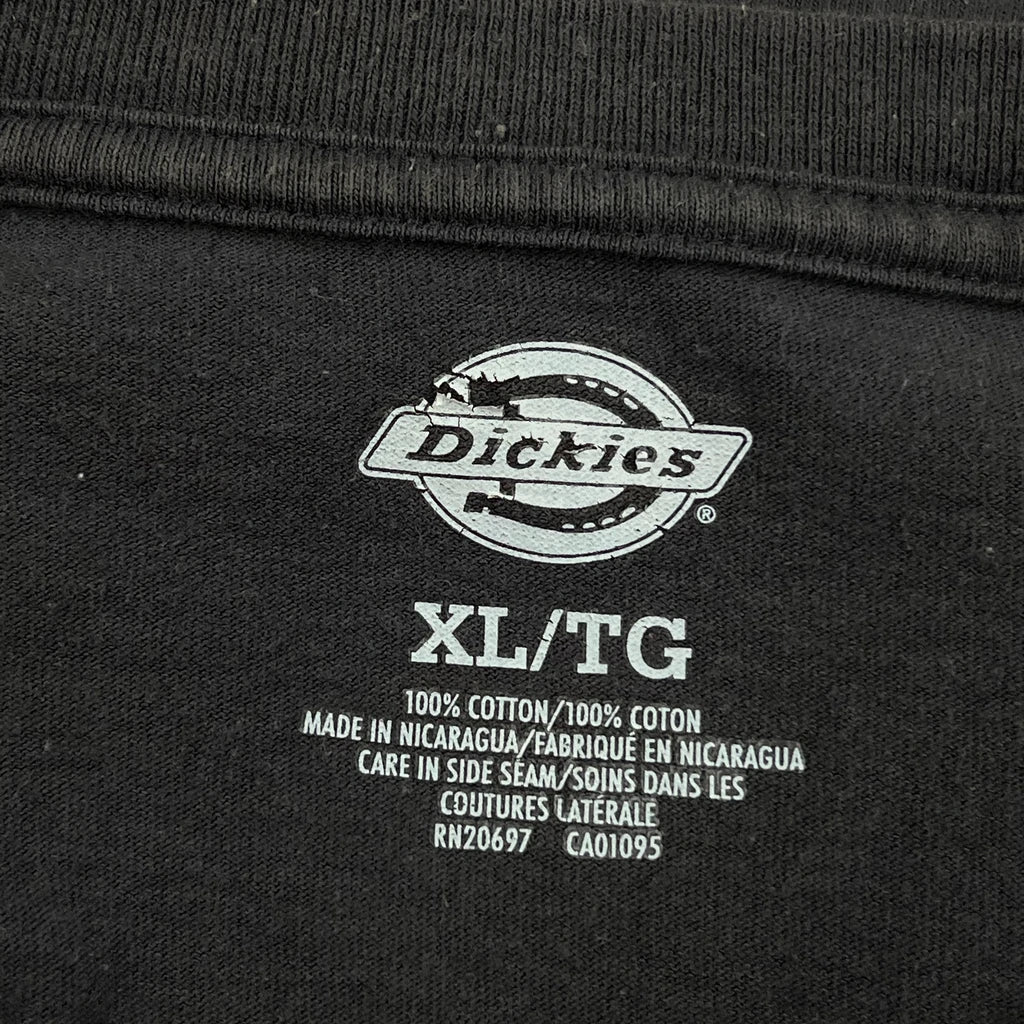 Dickies
®
XL/TG
100% COTTON/100% COTON
MADE IN NICARAGUA/FABRIQUÉ EN NICARAGUA
CARE IN SIDE SEAM/SOINS DANS LES
COUTURES LATÉRALE
RN20697 CA01095